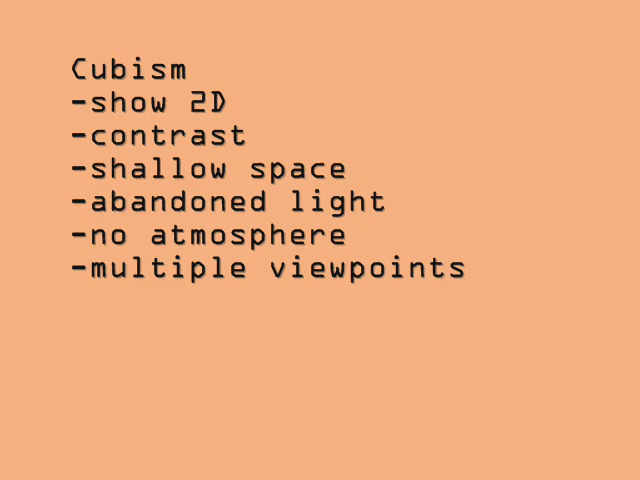 Cubism
-show 2D
-contrast
-shallow space
-abandoned light
-no atmosphere
-multiple viewpoints